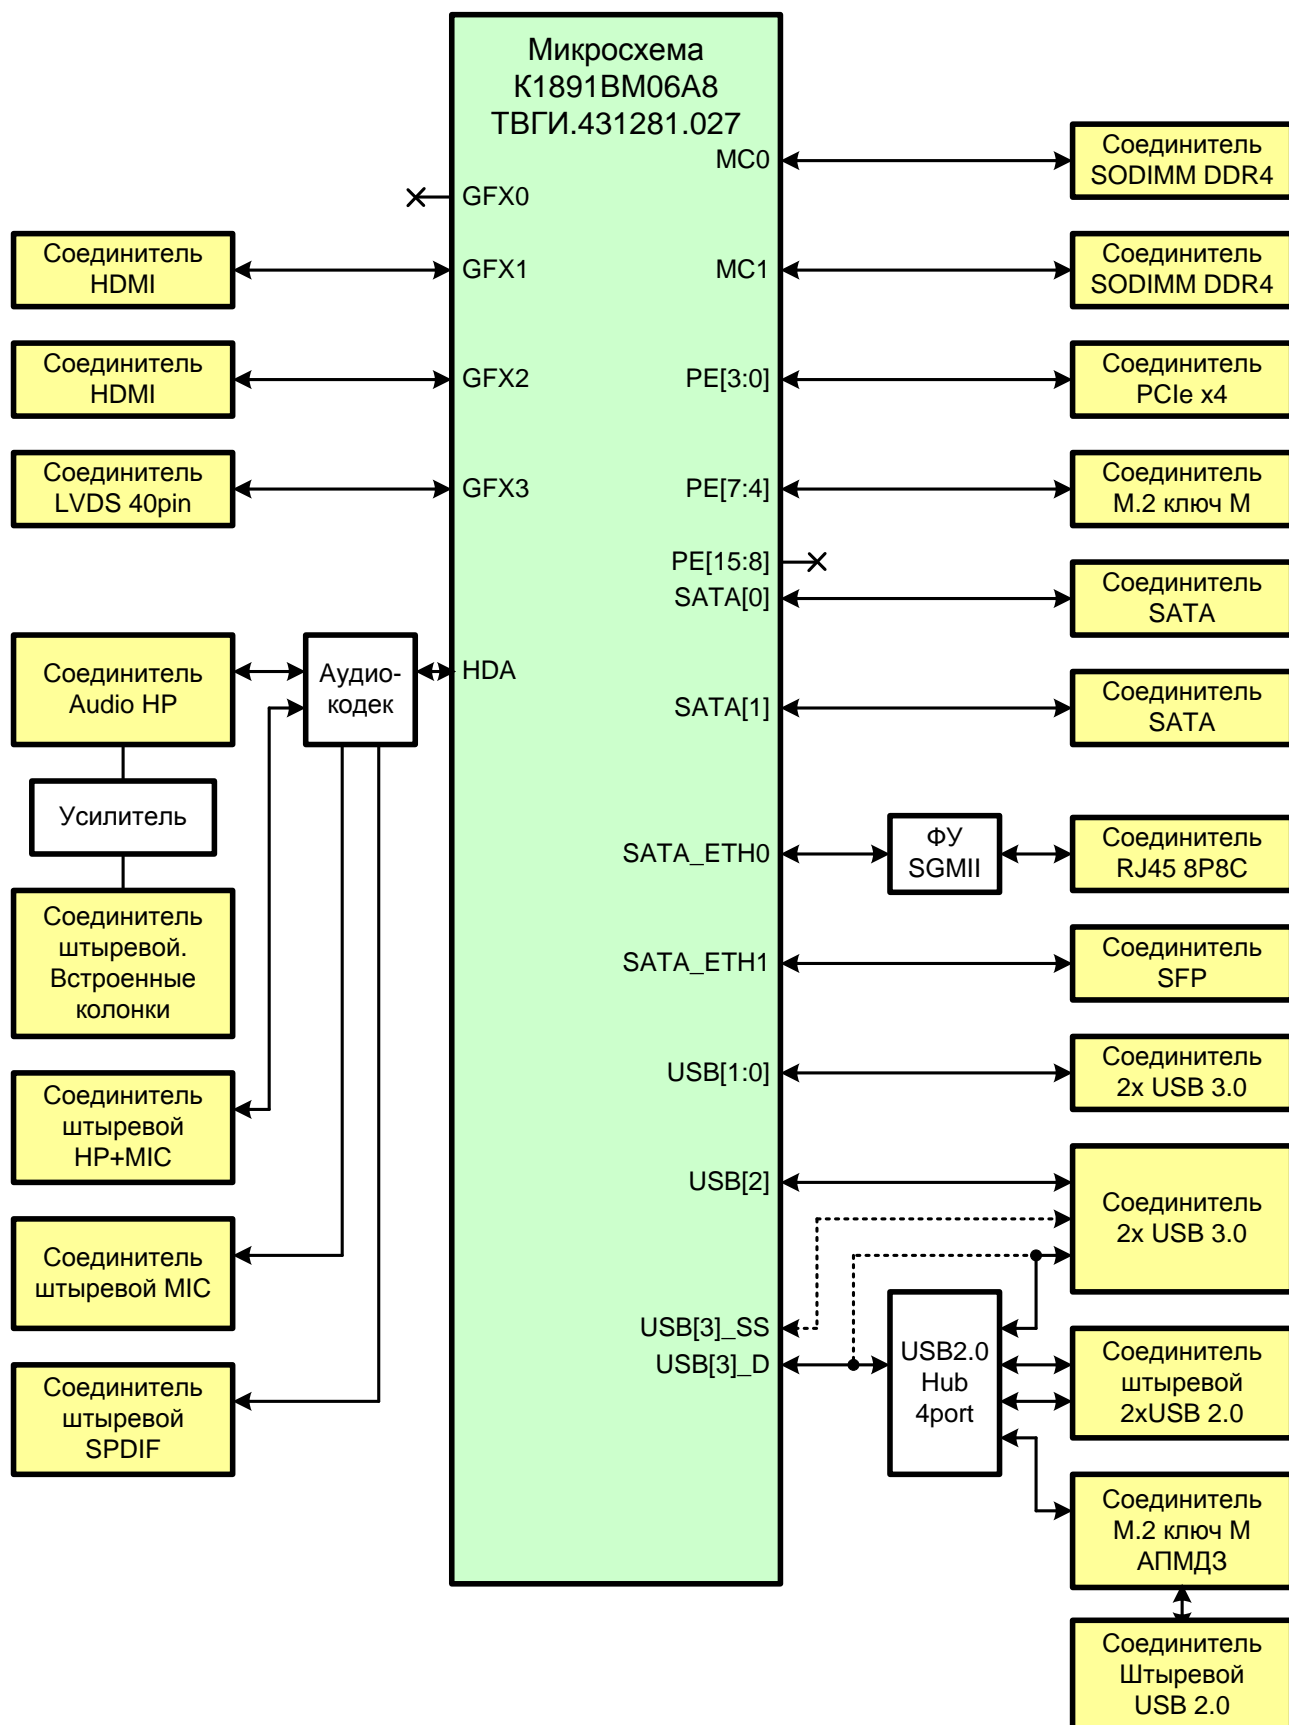 Микросхема
К1891ВМ06А8
ТВГИ.431281.027
GFX0
GFX1
GFX2
GFX3
HDA
MC0
MC1
PE[3:0]
PE[7:4]
PE[15:8]
SATA[0]
SATA[1]
SATA_ETH0
SATA_ETH1
USB[1:0]
USB[2]
USB[3]_SS
USB[3]_D
Соединитель
HDMI
Соединитель
HDMI
Соединитель
LVDS 40pin
Соединитель
Audio HP
Аудио-
кодек
Усилитель
Соединитель
штыревой.
Встроенные
колонки
Соединитель
штыревой
HP+MIC
Соединитель
штыревой MIC
Соединитель
штыревой
SPDIF
Соединитель
SODIMM DDR4
Соединитель
SODIMM DDR4
Соединитель
PCIe x4
Соединитель
M.2 ключ M
Соединитель
SATA
Соединитель
SATA
ФУ
SGMII
Соединитель
RJ45 8P8C
Соединитель
SFP
Соединитель
2x USB 3.0
Соединитель
2x USB 3.0
USB2.0
Hub
4port
Соединитель
штыревой
2xUSB 2.0
Соединитель
M.2 ключ M
АПМДЗ
Соединитель
Штыревой
USB 2.0